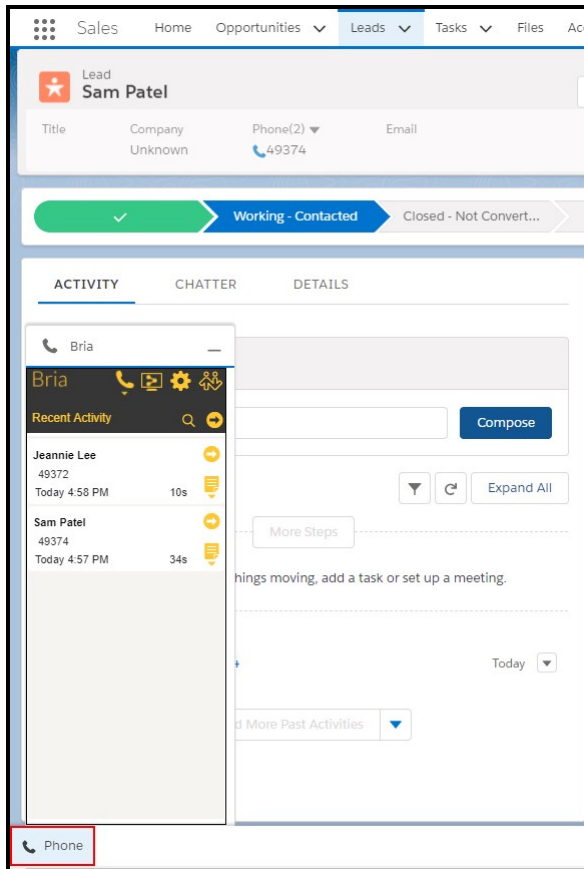 Sales Home Opportunities Leads Tasks Files Ac
Lead
Sam Patel
Title Company Phone(2) Email
Unknown 49374
Working - Contacted Closed - Not Convert...
ACTIVITY CHATTER DETAILS
Bria
Bria
Recent Activity
Compose
Jeannie Lee
49372
Today 4:58 PM 10s
Expand All
Sam Patel
49374
Today 4:57 PM 34s
More Steps
hings moving, add a task or set up a meeting.
Today
d More Past Activities
Phone